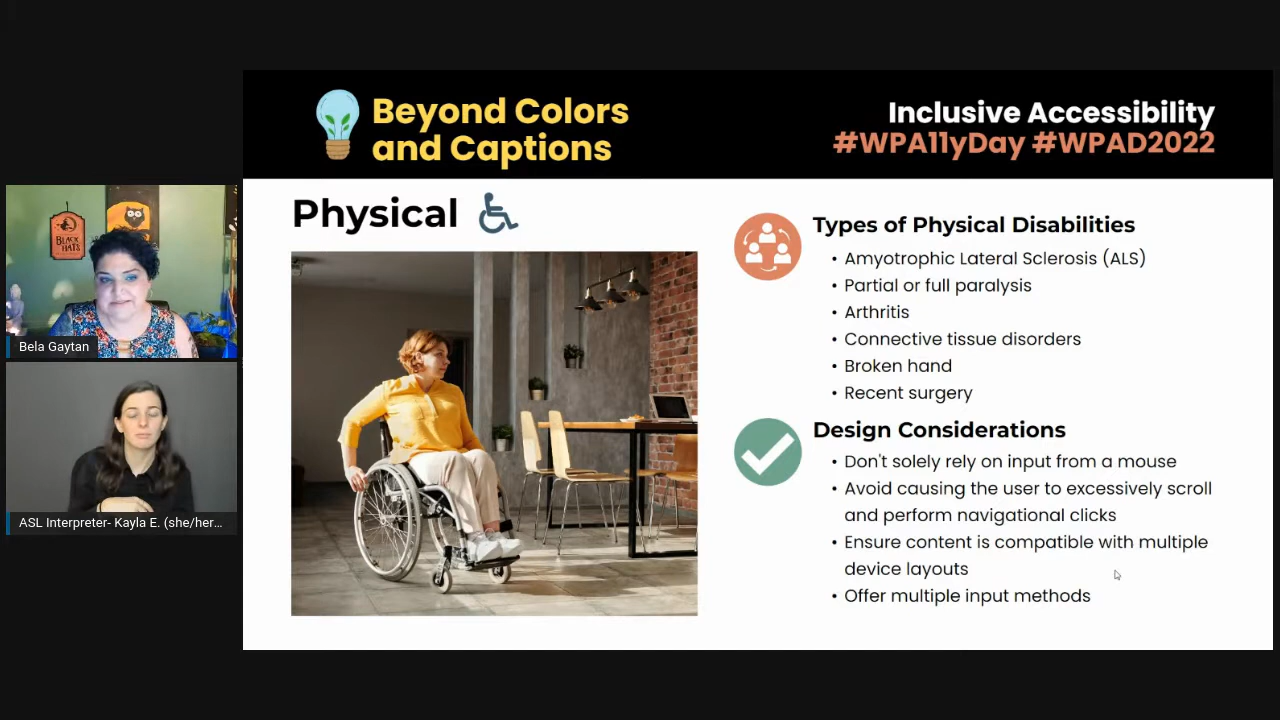 Beyond Colors
and Captions
Inclusive Accessibility
#WPA11yDay #WPAD2022
BLACK
HATS
Bela Gaytan
ASL Interpreter- Kayla E. (she/her...
Physical
Types of Physical Disabilities
• Amyotrophic Lateral Sclerosis (ALS)
• Partial or full paralysis
• Arthritis
• Connective tissue disorders
• Broken hand
• Recent surgery
Design Considerations
• Don't solely rely on input from a mouse
• Avoid causing the user to excessively scroll
and perform navigational clicks
• Ensure content is compatible with multiple
device layouts
• Offer multiple input methods